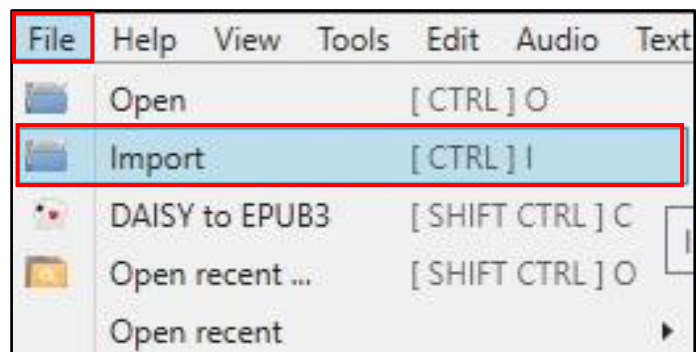 File Help View Tools Edit Audio Text
Open [ CTRL ] O
Import [ CTRL ] I
DAISY to EPUB3 [ SHIFT CTRL ] C
Open recent ... [ SHIFT CTRL ] O
Open recent